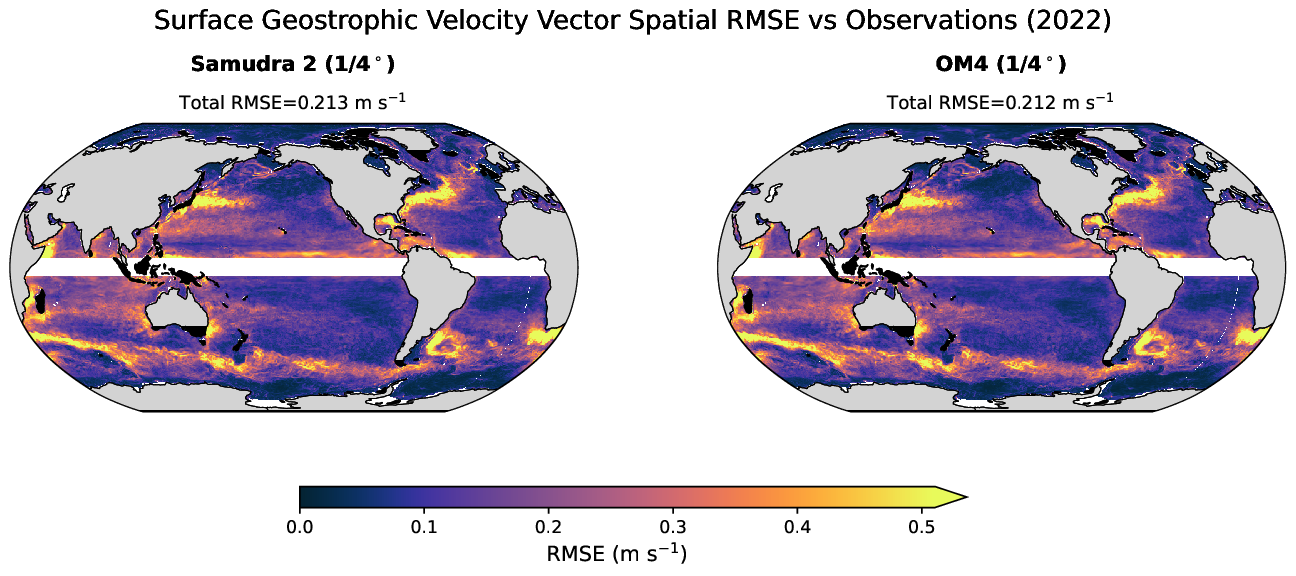 Surface Geostrophic Velocity Vector Spatial RMSE vs Observations (2022)
Samudra 2 (1/4°)
OM4 (1/4°)
Total RMSE=0.213 m s⁻¹
Total RMSE=0.212 m s⁻¹
0.0 0.1 0.2 0.3 0.4 0.5
RMSE (m s⁻¹)